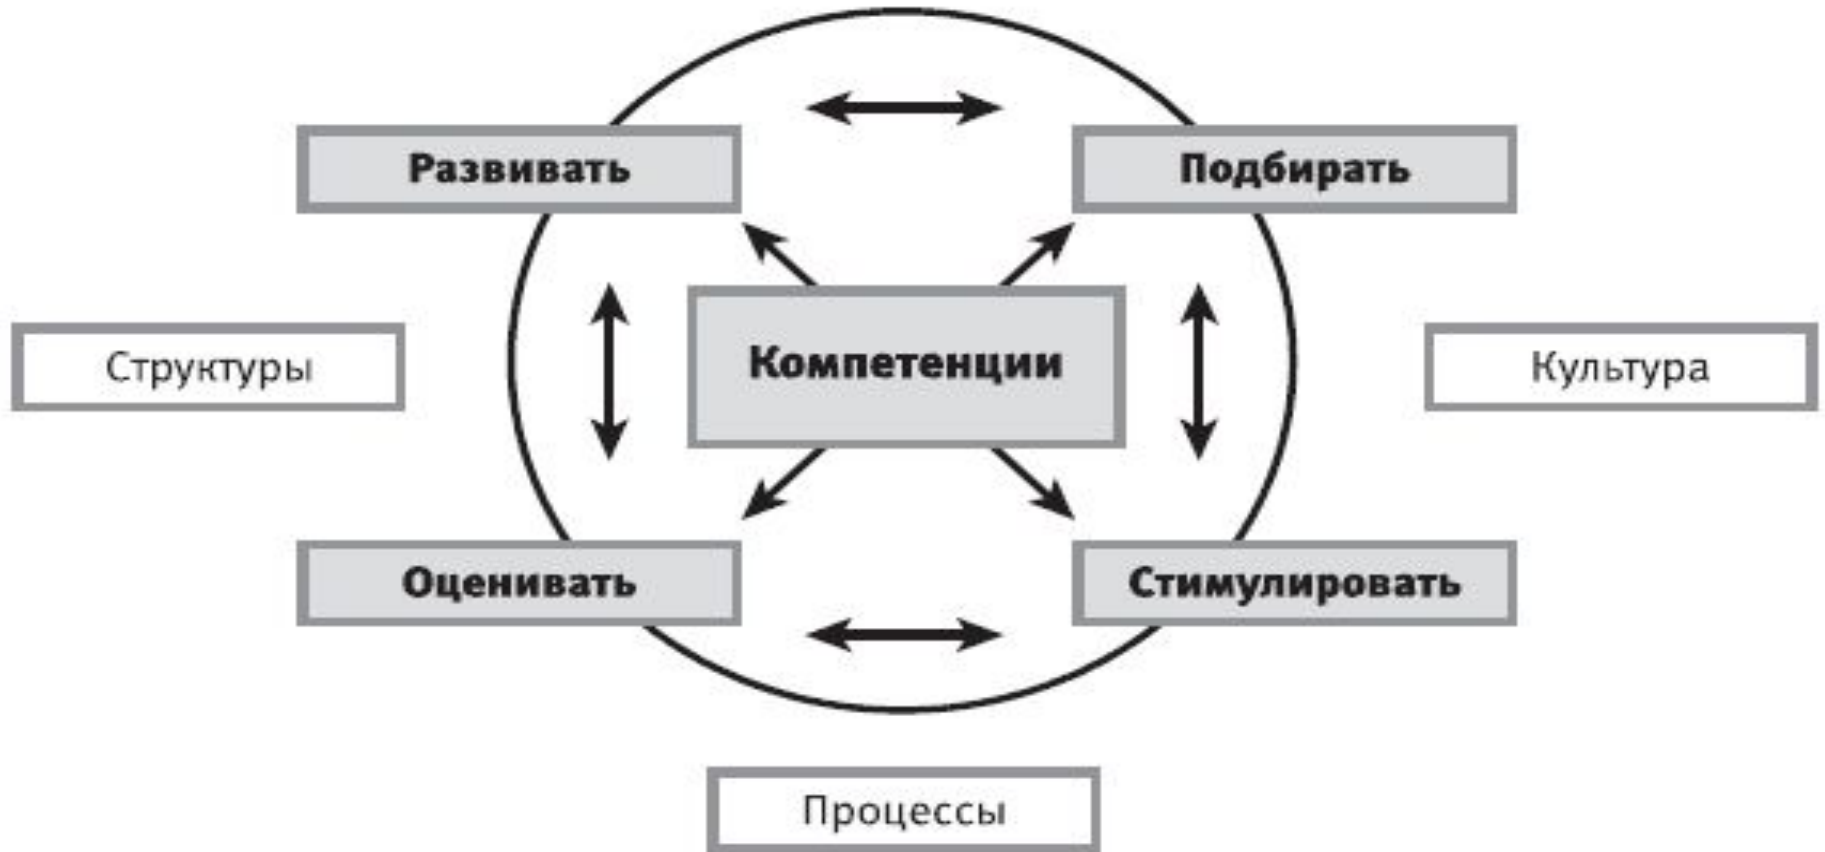 Развивать
Подбирать
Структуры
Компетенции
Культура
Оценивать
Стимулировать
Процессы